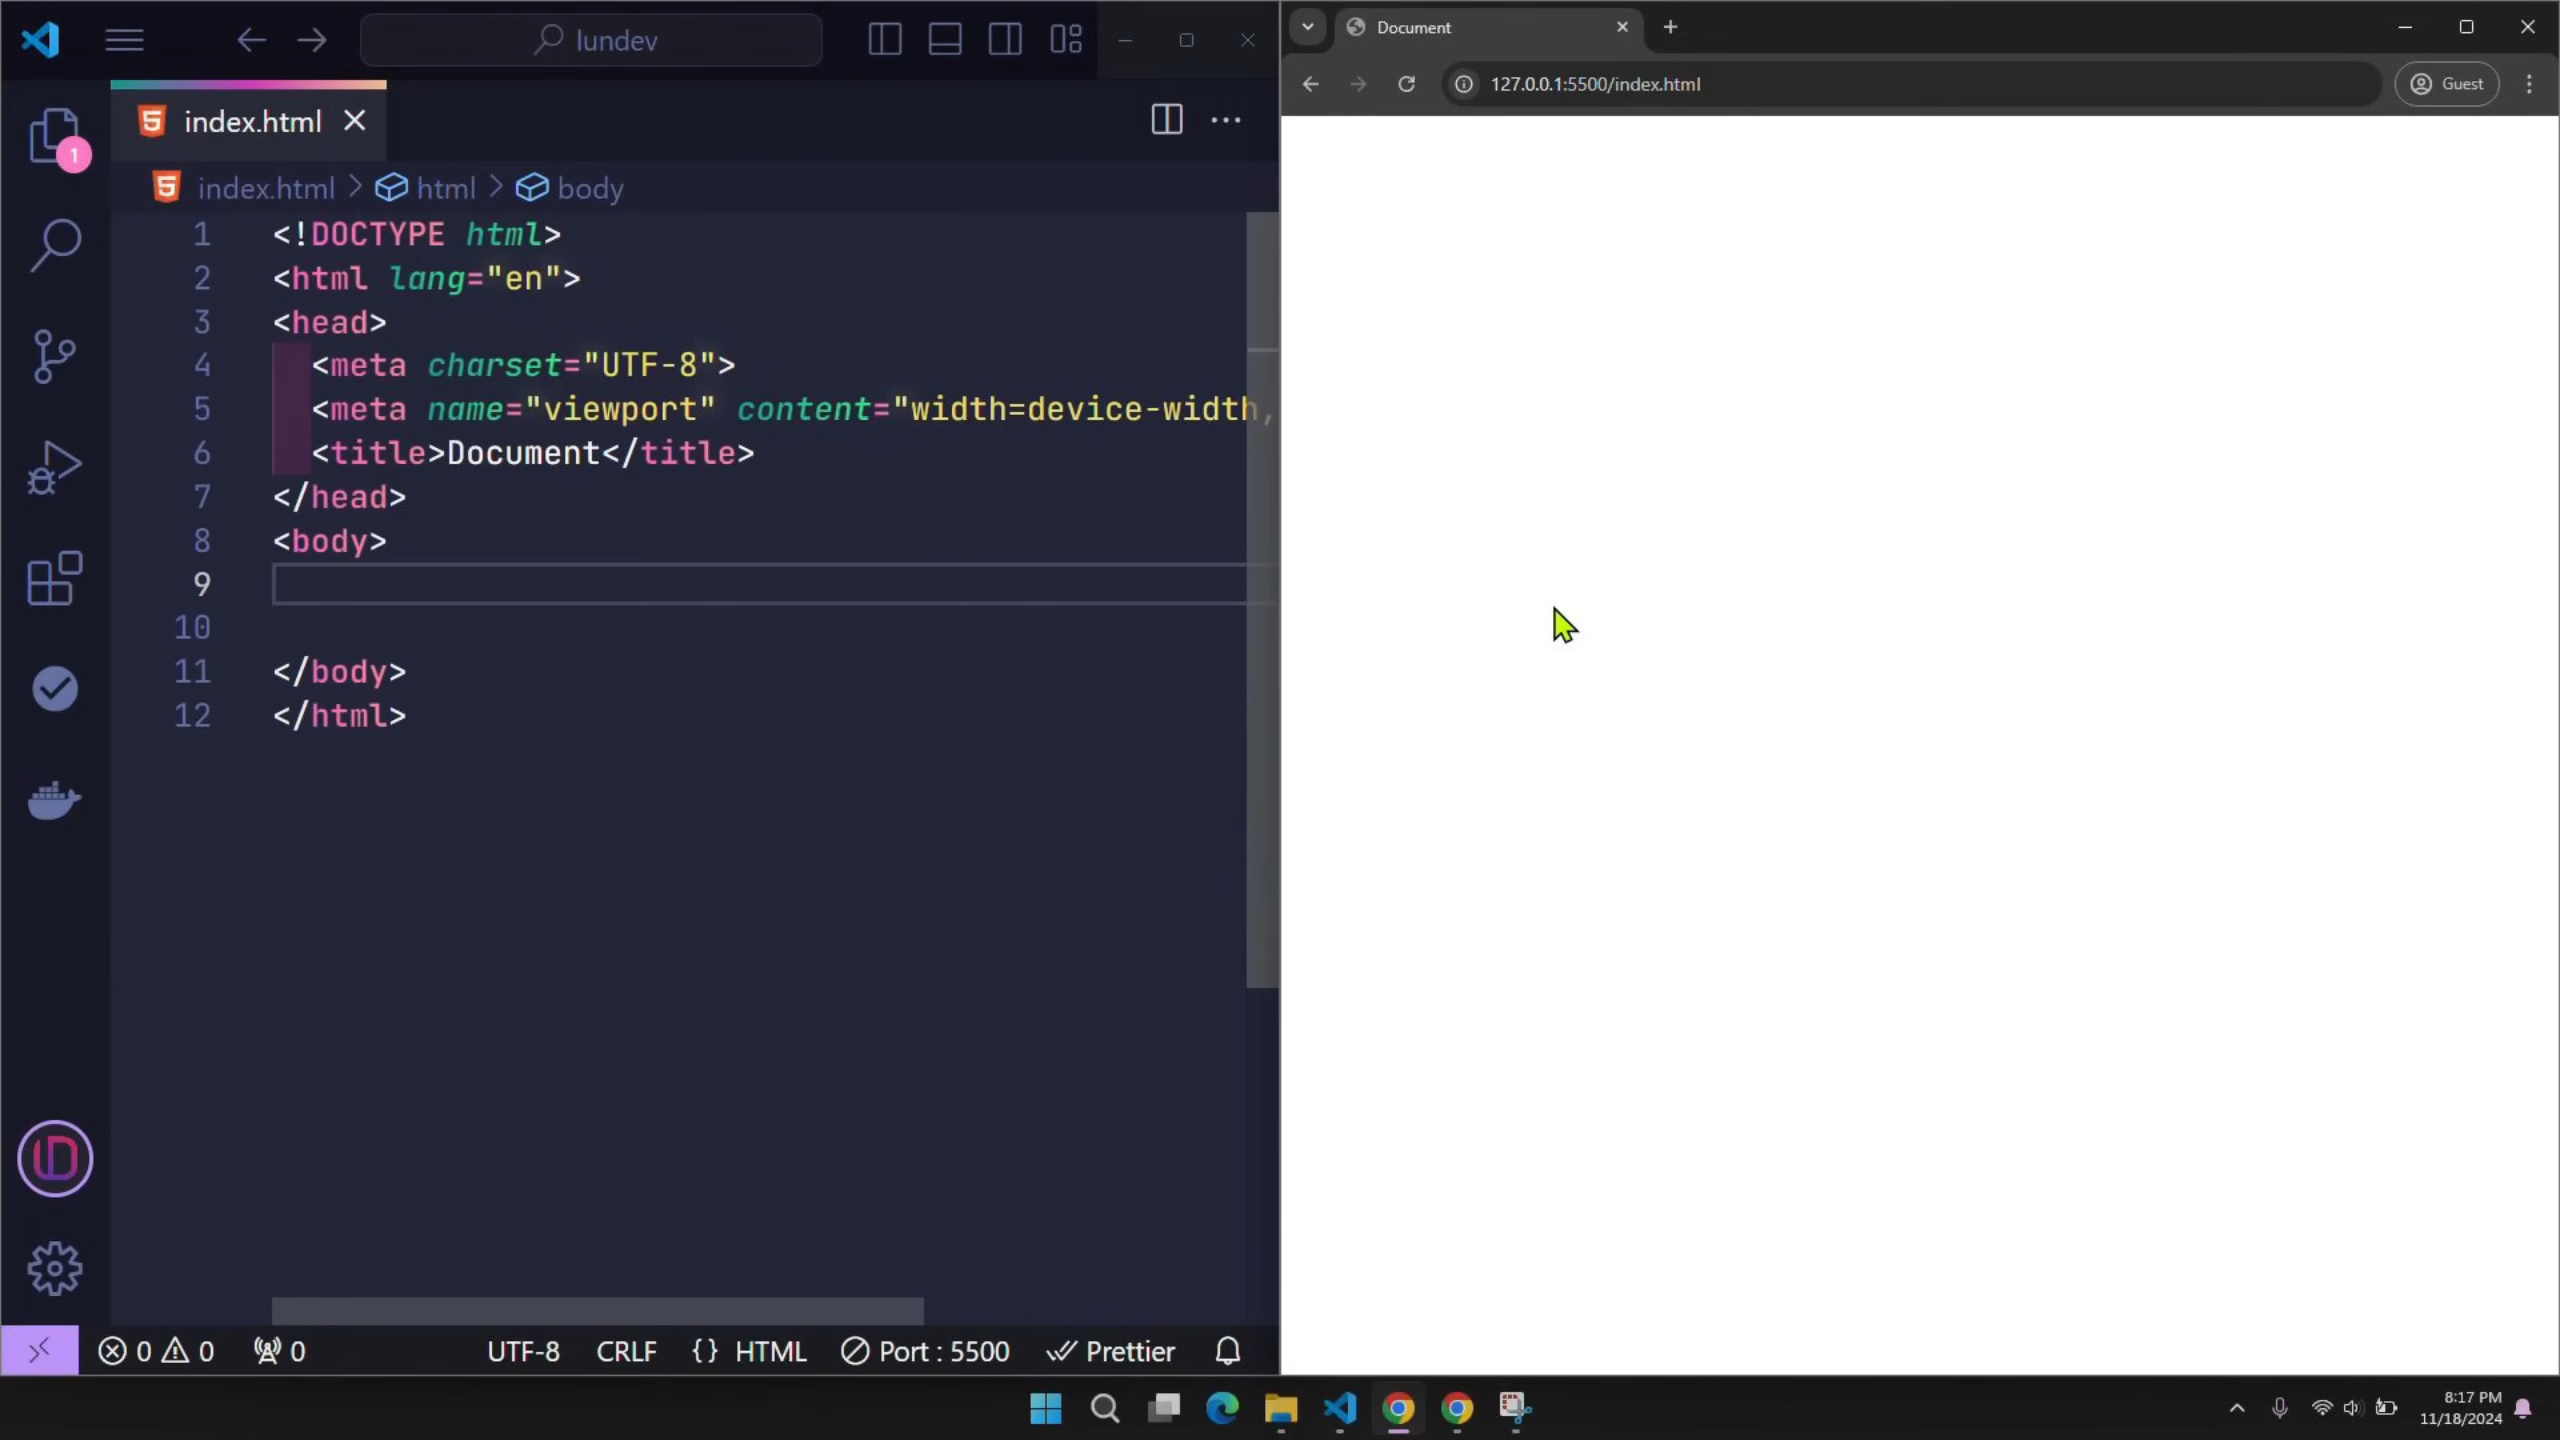 lundev
index.html
1
index.html > html > body
1 <!DOCTYPE html>
2 <html lang="en">
3 <head>
4 <meta charset="UTF-8">
5 <meta name="viewport" content="width=device-width,
6 <title>Document</title>
7 </head>
8 <body>
9
10
11 </body>
12 </html>
0 0 0 UTF-8 CRLF {} HTML Port : 5500 Prettier
Document
127.0.0.1:5500/index.html
Guest
8:17 PM
11/18/2024